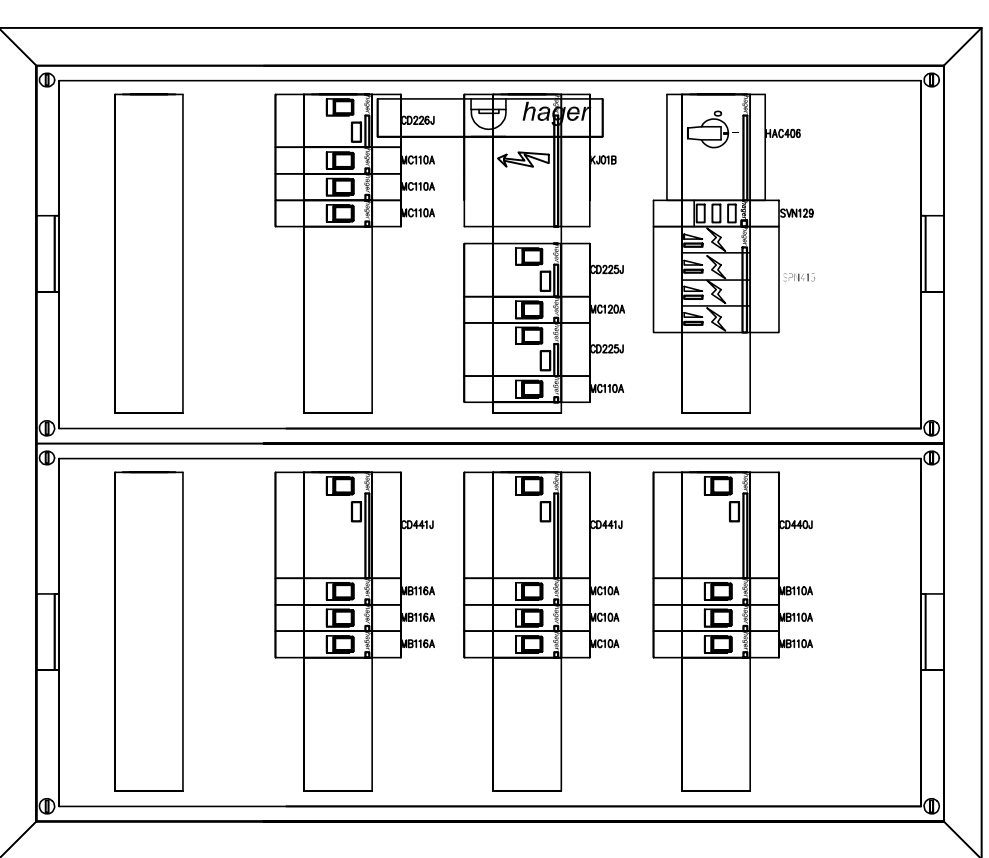 hager
CD226J
MC110A
MC110A
MC110A
KJ01B
CD225J
MC120A
CD225J
MC110A
HAC406
SVN129
SPN415
CD441J
MB116A
MB116A
MB116A
CD441J
MC10A
MC10A
MC10A
CD440J
MB110A
MB110A
MB110A